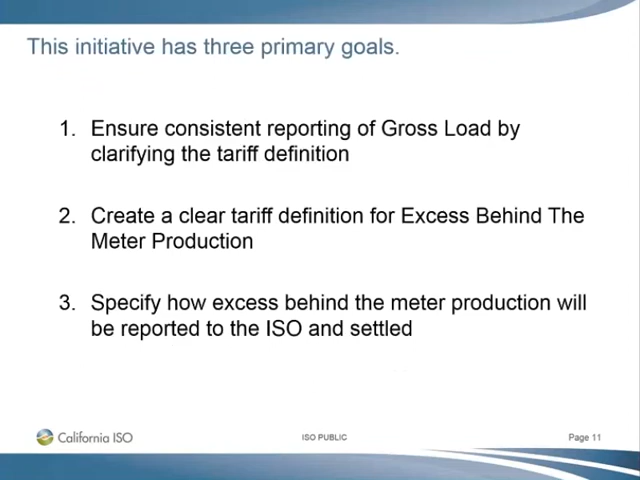 This initiative has three primary goals.
1. Ensure consistent reporting of Gross Load by
clarifying the tariff definition
2. Create a clear tariff definition for Excess Behind The
Meter Production
3. Specify how excess behind the meter production will
be reported to the ISO and settled
California ISO
ISO PUBLIC
Page 11